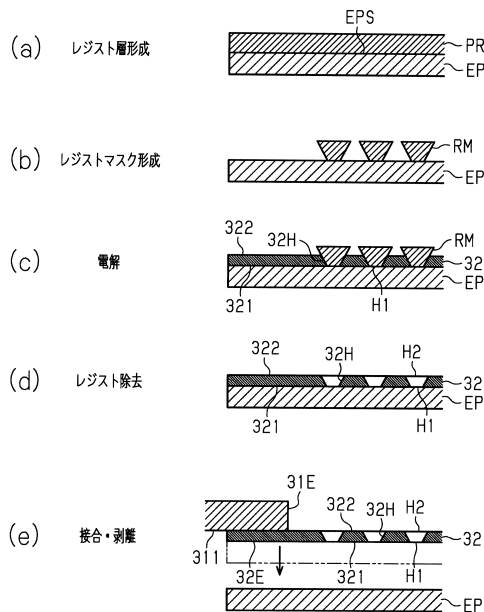 EPS
(a) レジスト層形成 PR
EP
(b) レジストマスク形成 RM
EP
322 32H RM
(c) 電解 32
EP
321 H1
322 32H H2
(d) レジスト除去 32
EP
321 H1
31E
322 32H H2
(e) 接合・剥離 32
311 32E 321 H1
EP